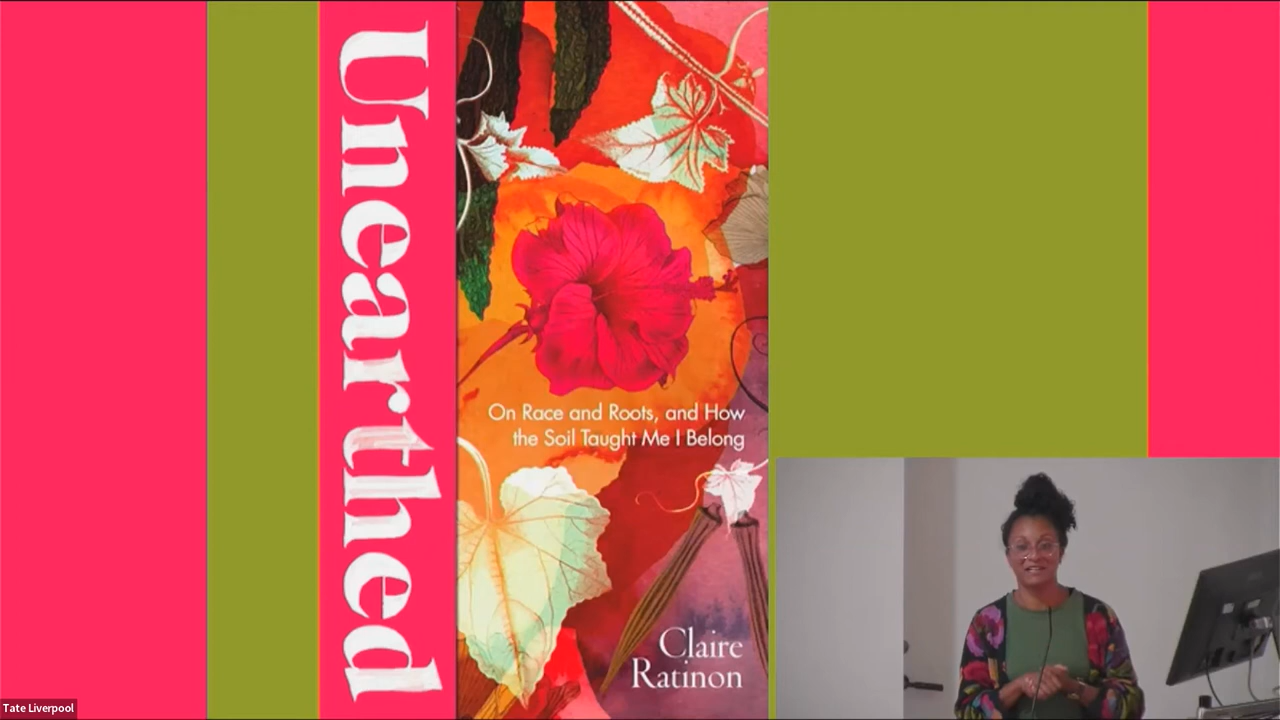 Unearthed
On Race and Roots, and How
the Soil Taught Me I Belong
Claire
Ratinon
Tate Liverpool